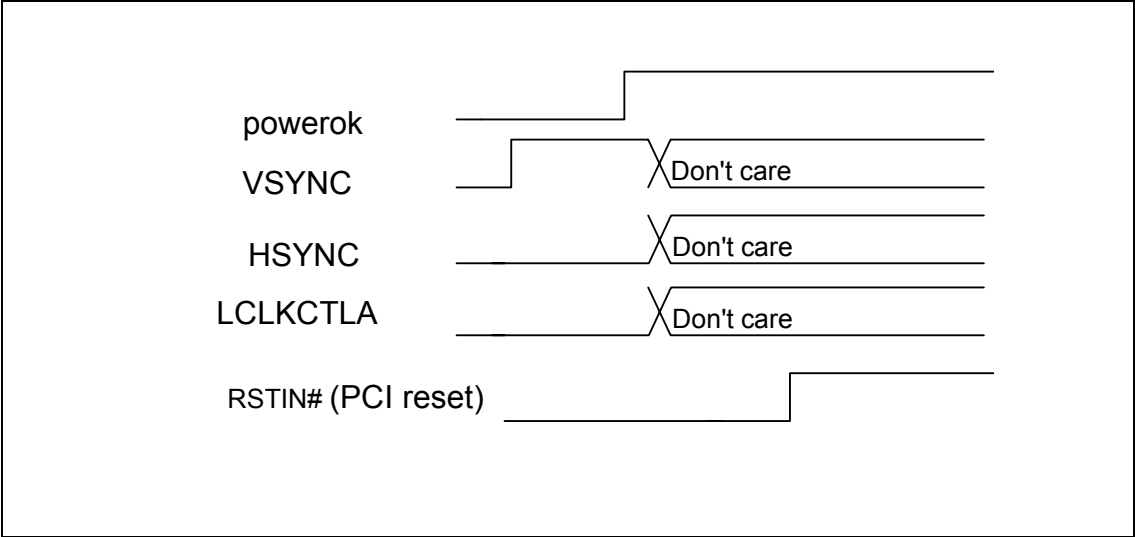 powerok
VSYNC
Don't care
HSYNC
Don't care
LCLKCTLA
Don't care
RSTIN# (PCI reset)